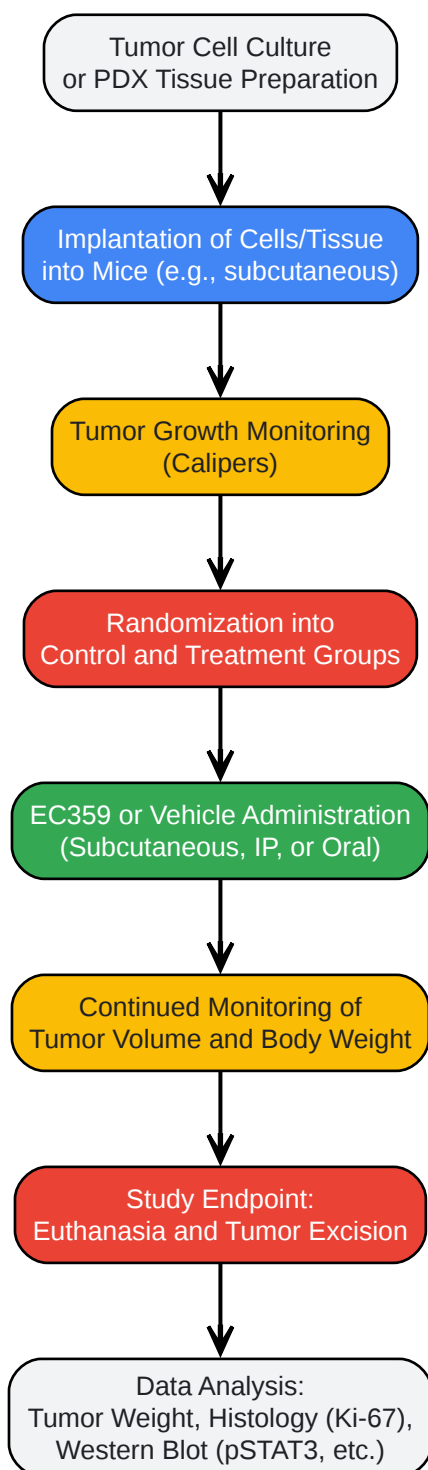 Tumor Cell Culture
or PDX Tissue Preparation
Implantation of Cells/Tissue
into Mice (e.g., subcutaneous)
Tumor Growth Monitoring
(Calipers)
Randomization into
Control and Treatment Groups
EC359 or Vehicle Administration
(Subcutaneous, IP, or Oral)
Continued Monitoring of
Tumor Volume and Body Weight
Study Endpoint:
Euthanasia and Tumor Excision
Data Analysis:
Tumor Weight, Histology (Ki-67),
Western Blot (pSTAT3, etc.)